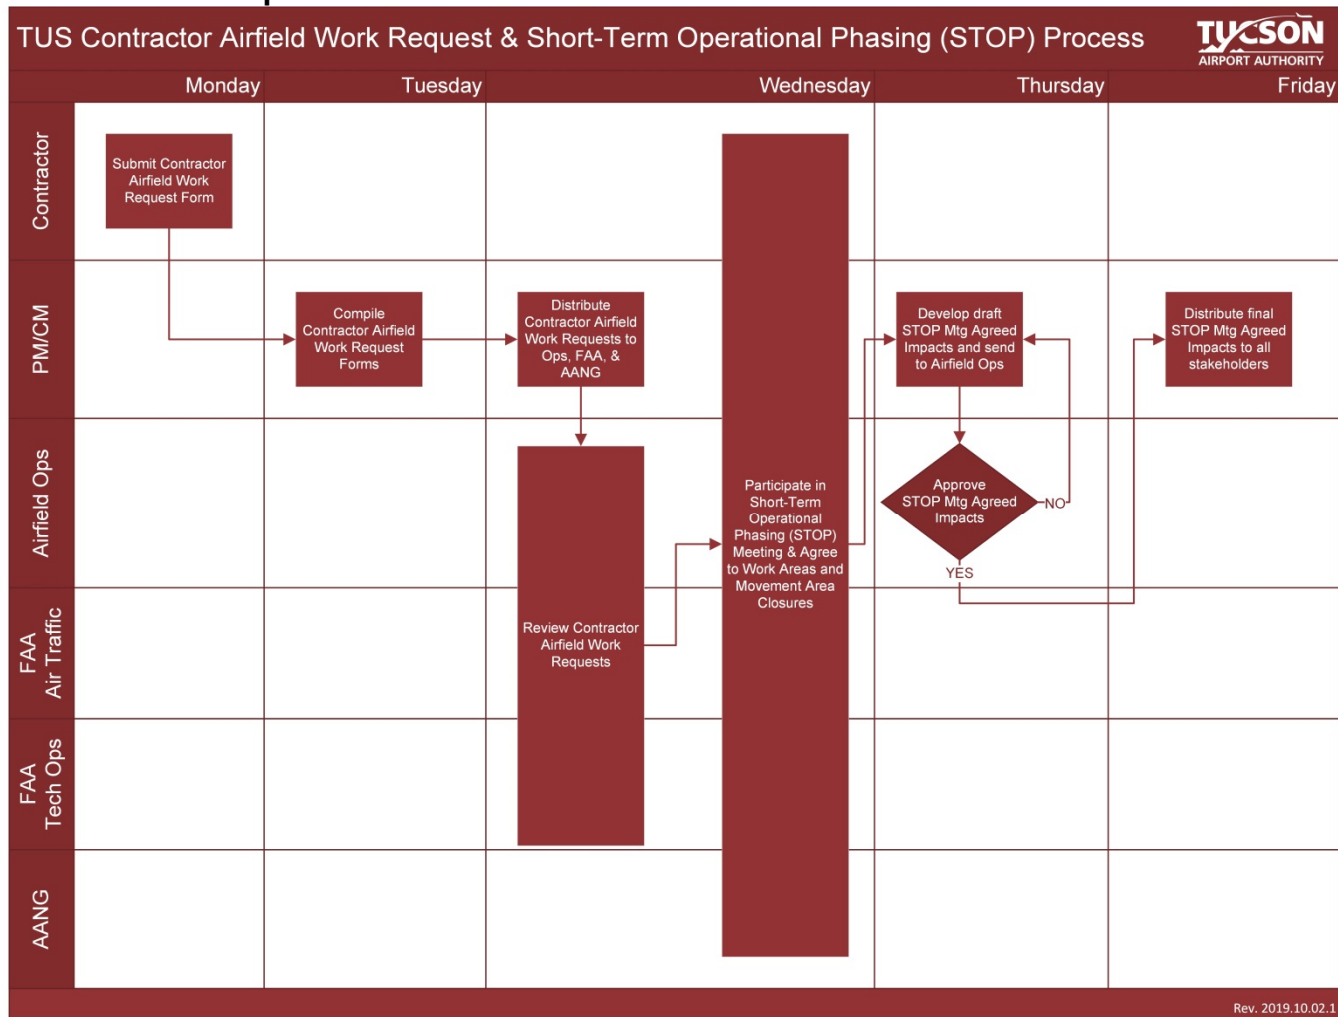 TUS Contractor Airfield Work Request & Short-Term Operational Phasing (STOP) Process
TUCSON
AIRPORT AUTHORITY
Monday
Tuesday
Wednesday
Thursday
Friday
Contractor
Submit Contractor
Airfield Work
Request Form
PM/CM
Compile
Contractor Airfield
Work Request
Forms
Distribute
Contractor Airfield
Work Requests to
Ops, FAA, &
AANG
Develop draft
STOP Mtg Agreed
Impacts and send
to Airfield Ops
Distribute final
STOP Mtg Agreed
Impacts to all
stakeholders
Airfield Ops
Participate in
Short-Term
Operational
Phasing (STOP)
Meeting & Agree
to Work Areas and
Movement Area
Closures
Approve
STOP Mtg Agreed
Impacts
NO
YES
FAA
Air Traffic
Review Contractor
Airfield Work
Requests
FAA
Tech Ops
AANG
Rev. 2019.10.02.1